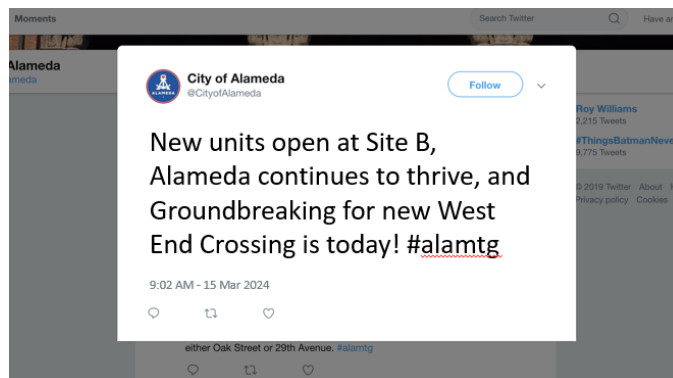 Moments
Search Twitter
Alameda
City of Alameda
@CityofAlameda
ALAMEDA
Follow
New units open at Site B,
Alameda continues to thrive, and
Groundbreaking for new West
End Crossing is today! #alamtg
9:02 AM - 15 Mar 2024
Roy Williams
2,215 Tweets
#ThingsBatmanNeve
9,775 Tweets
© 2019 Twitter About
Privacy policy Cookies
either Oak Street or 29th Avenue. #alamtg